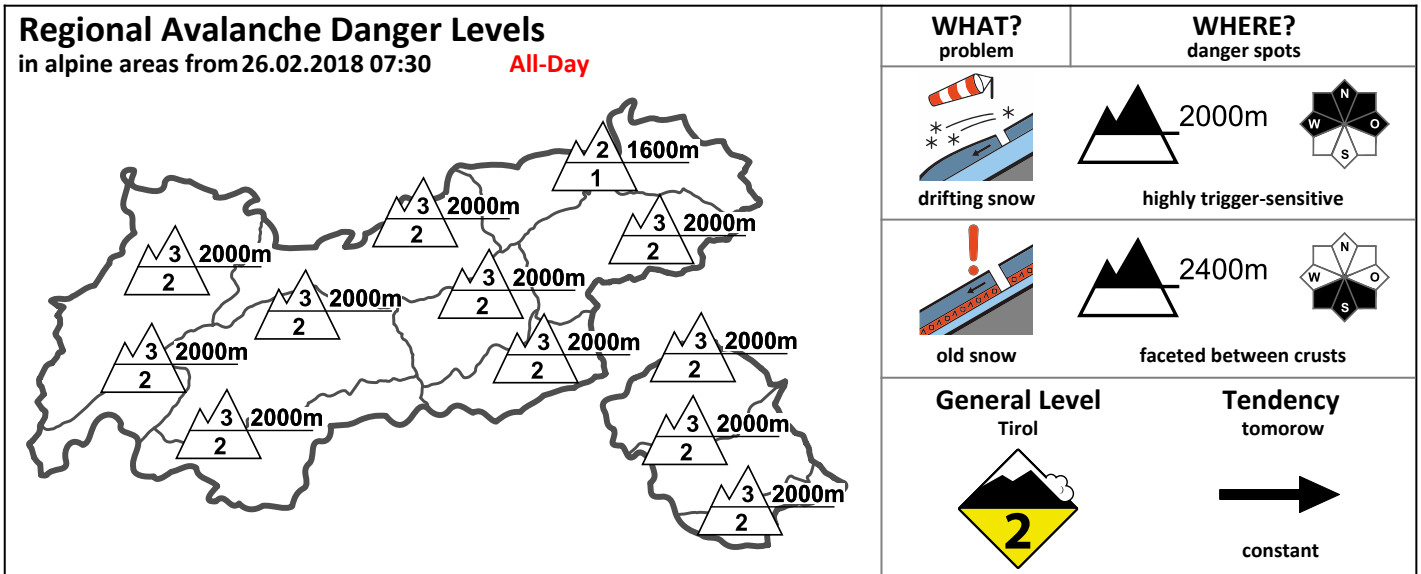 Regional Avalanche Danger Levels
in alpine areas from 26.02.2018 07:30 All-Day
2 1600m
1
3 2000m
2
3 2000m
2
3 2000m
2
3 2000m
2
3 2000m
2
3 2000m
2
3 2000m
2
3 2000m
2
3 2000m
2
3 2000m
2
3 2000m
2
WHAT?
problem
WHERE?
danger spots
2000m
N
W O
S
drifting snow
highly trigger-sensitive
2400m
N
W O
S
old snow
faceted between crusts
General Level
Tirol
2
Tendency
tomorow
constant